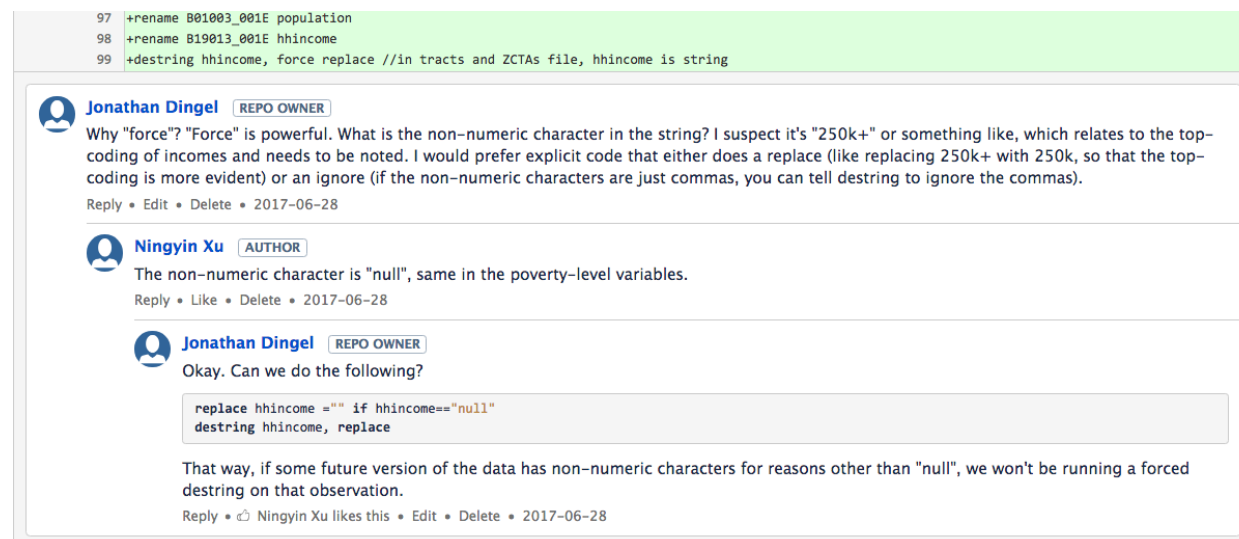 97 +rename B01003_001E population
98 +rename B19013_001E hhincome
99 +destring hhincome, force replace //in tracts and ZCTAs file, hhincome is string
Jonathan Dingel REPO OWNER
Why "force"? "Force" is powerful. What is the non-numeric character in the string? I suspect it's "250k+" or something like, which relates to the top-
coding of incomes and needs to be noted. I would prefer explicit code that either does a replace (like replacing 250k+ with 250k, so that the top-
coding is more evident) or an ignore (if the non-numeric characters are just commas, you can tell destring to ignore the commas).
Reply • Edit • Delete • 2017-06-28
Ningyin Xu AUTHOR
The non-numeric character is "null", same in the poverty-level variables.
Reply • Like • Delete • 2017-06-28
Jonathan Dingel REPO OWNER
Okay. Can we do the following?
replace hhincome ="" if hhincome=="null"
destring hhincome, replace
That way, if some future version of the data has non-numeric characters for reasons other than "null", we won't be running a forced
destring on that observation.
Reply • Ningyin Xu likes this • Edit • Delete • 2017-06-28